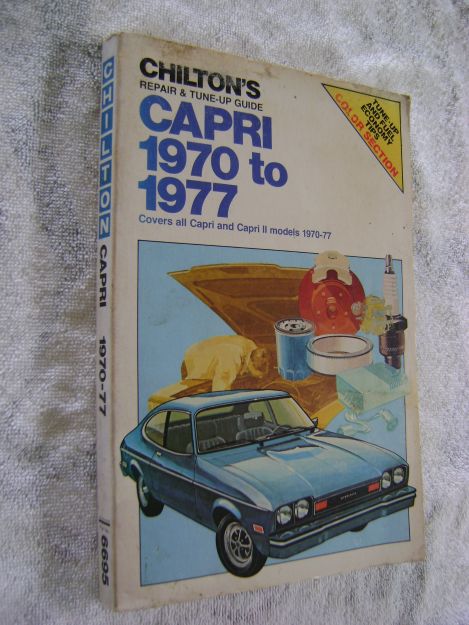 CHILTON'S
REPAIR & TUNE-UP GUIDE
CAPRI
1970 to
1977
Covers all Capri and Capri II models 1970-77
TUNE-UP
AND FUEL
ECONOMY
TIPS
COLOR SECTION
CHILTON
CAPRI 1970-77
6695